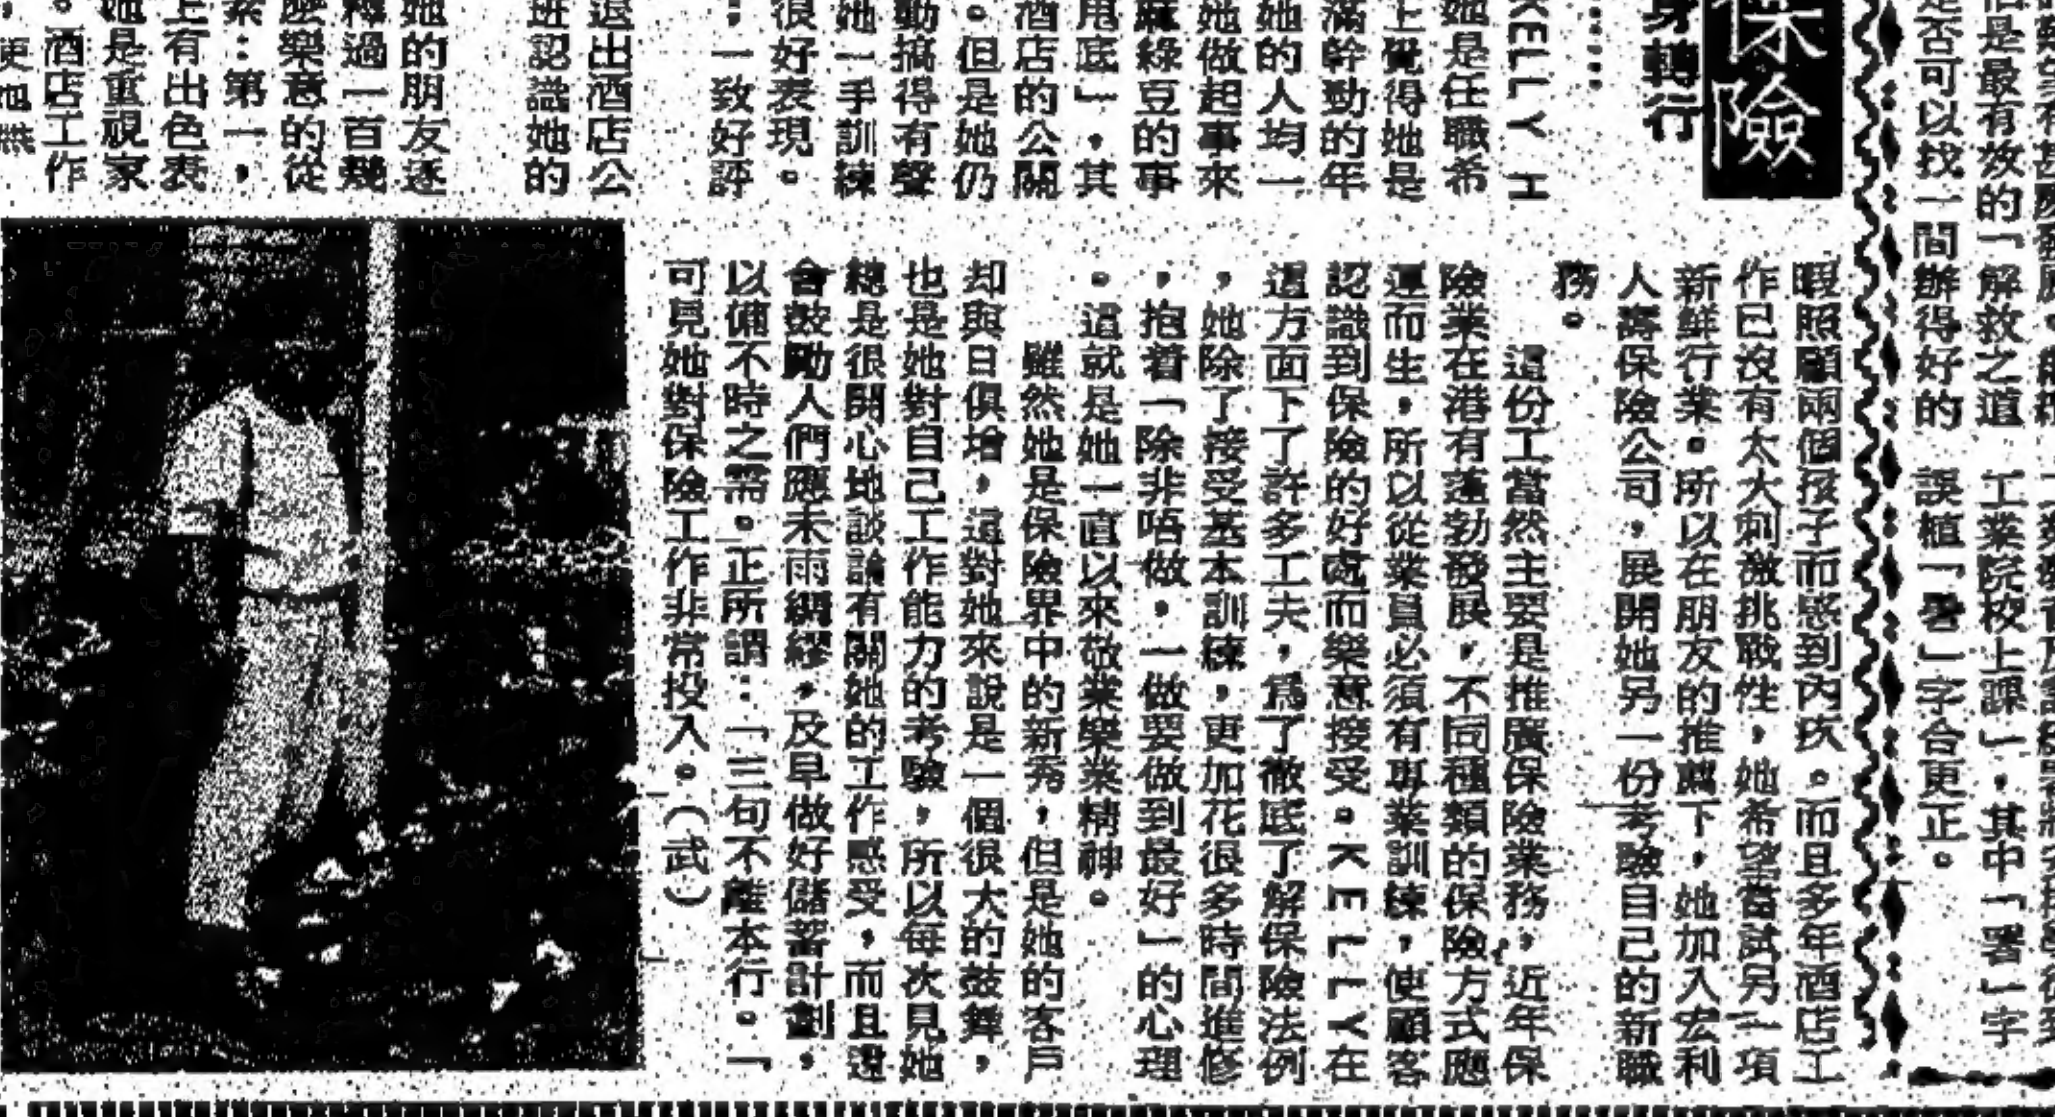 保險
身轉行
……
KELLY H
她是任職希
上覺得她是
滿幹勁的年
她的人均一
她做起事來
麻綠豆的事
甩底」，其
酒店的公關
。但是她仍
動搞得有聲
她一手訓練
很好表現。
：一致好評
退出酒店公
班認識她的
她的朋友逐
轉過一百幾
麼樂意的從
素：第一，
上有出色表
她是重視家
。酒店工作
暇照顧兩個孩子而感到內疚。而且多年酒店工
作已沒有太大刺激挑戰性，她希望嘗試另一項
新鮮行業。所以在朋友的推薦下，她加入宏利
人壽保險公司，展開她另一份考驗自己的新職
務。
這份工當然主要是推廣保險業務，近年保
險業在港有蓬勃發展，不同種類的保險方式應
運而生，所以從業員必須有專業訓練，使顧客
認識到保險的好處而樂意接受。KELLY在
這方面下了許多工夫，為了徹底了解保險法例
，她除了接受基本訓練，更加花很多時間進修
，抱着「除非唔做，一做要做到最好」的心理
。這就是她一直以來敬業樂業精神。
雖然她是保險界中的新秀，但是她的客戶
却與日俱增，這對她來說是一個很大的鼓舞，
也是她對自己工作能力的考驗，所以每次見她
總是很開心地談論有關她的工作感受，而且還
會鼓勵人們應未雨綢繆，及早做好儲蓄計劃，
以備不時之需。正所謂：「三句不離本行。」
可見她對保險工作非常投入。（武）
是最有效的「解救之道
是否可以找一間辦得好的
工業院校上課」，其中「署」字
誤植「暑」字合更正。